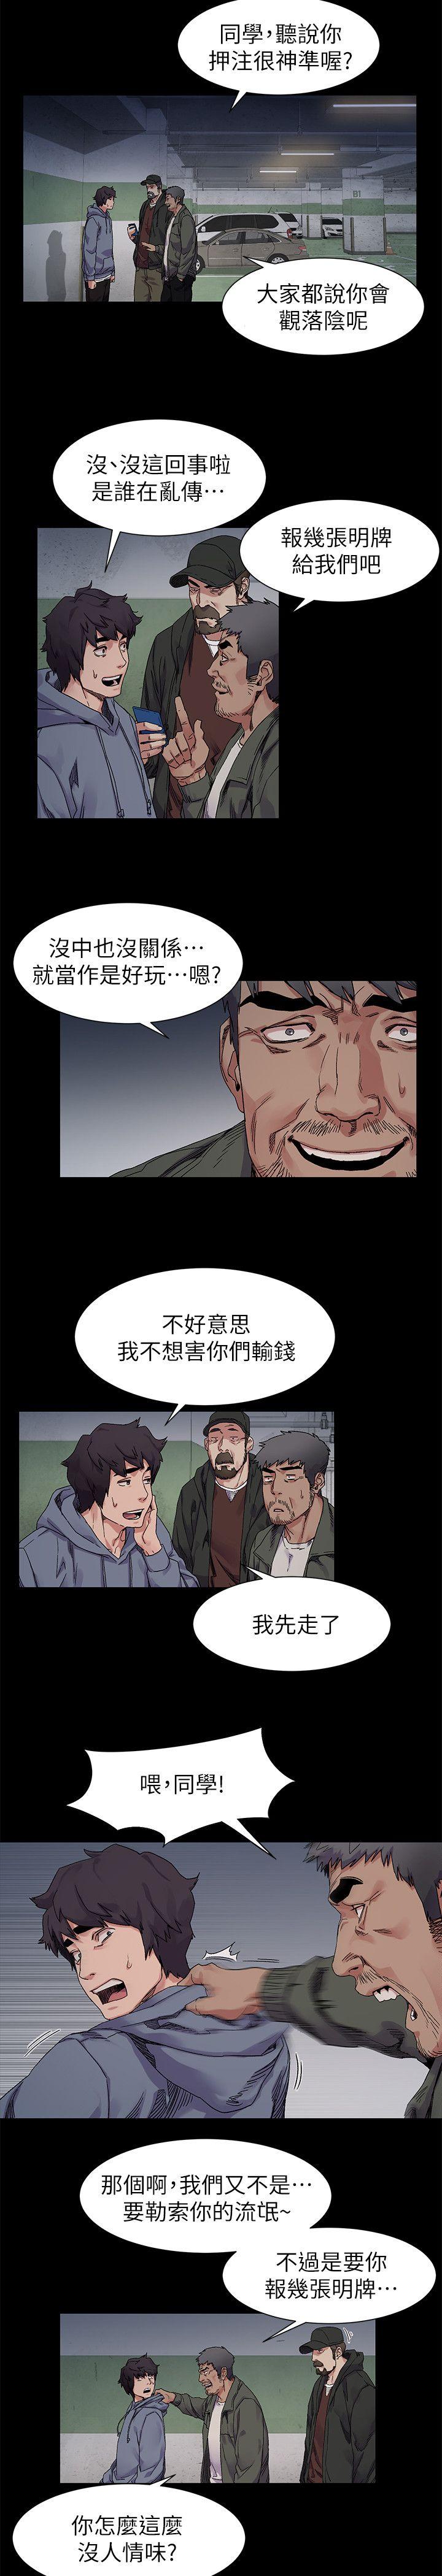 同學，聽說你
押注很神準喔?
大家都說你會
觀落陰呢
沒、沒這回事啦
是誰在亂傳⋯
報幾張明牌
給我們吧
沒中也沒關係⋯
就當作是好玩⋯嗯?
不好意思
我不想害你們輸錢
我先走了
喂，同學!
那個啊，我們又不是⋯
要勒索你的流氓~
不過是要你
報幾張明牌⋯
你怎麼這麼
沒人情味?